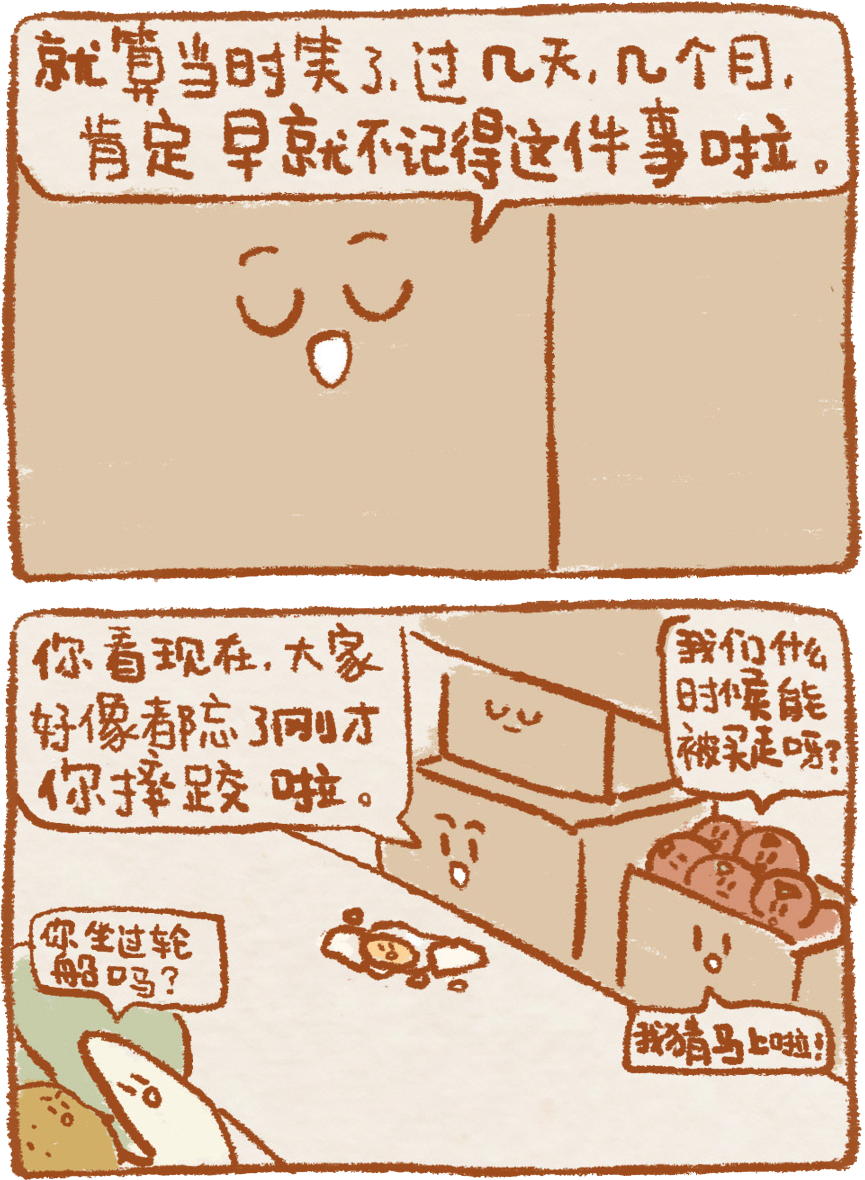 就算当时笑了,过几天,几个月,
肯定早就不记得这件事啦。
你看现在,大家
好像都忘了刚才
你摔跤啦。
我们什么
时候能
被买走呀?
你坐过轮
船吗?
我猜马上啦!